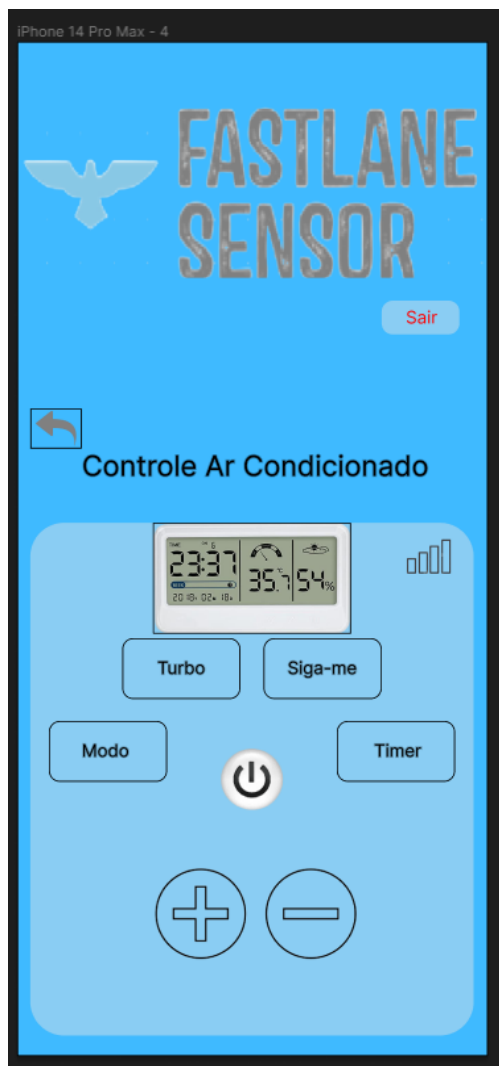 iPhone 14 Pro Max - 4
FASTLANE
SENSOR
Sair
Controle Ar Condicionado
TIME
23:37
35.7 °C
54%
Turbo
Siga-me
Modo
Timer